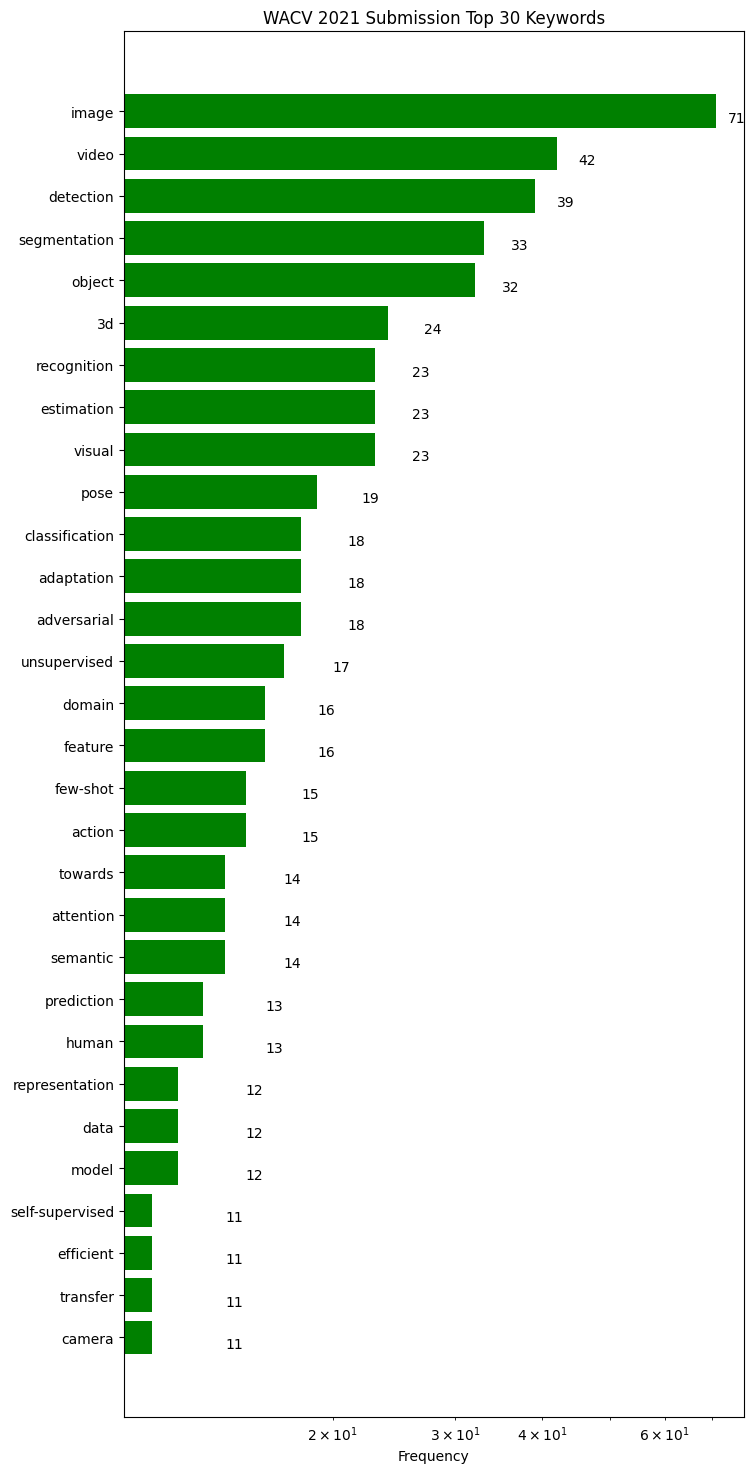 WACV 2021 Submission Top 30 Keywords
image 71
video 42
detection 39
segmentation 33
object 32
3d 24
recognition 23
estimation 23
visual 23
pose 19
classification 18
adaptation 18
adversarial 18
unsupervised 17
domain 16
feature 16
few-shot 15
action 15
towards 14
attention 14
semantic 14
prediction 13
human 13
representation 12
data 12
model 12
self-supervised 11
efficient 11
transfer 11
camera 11
2 × 10¹ 3 × 10¹ 4 × 10¹ 6 × 10¹
Frequency